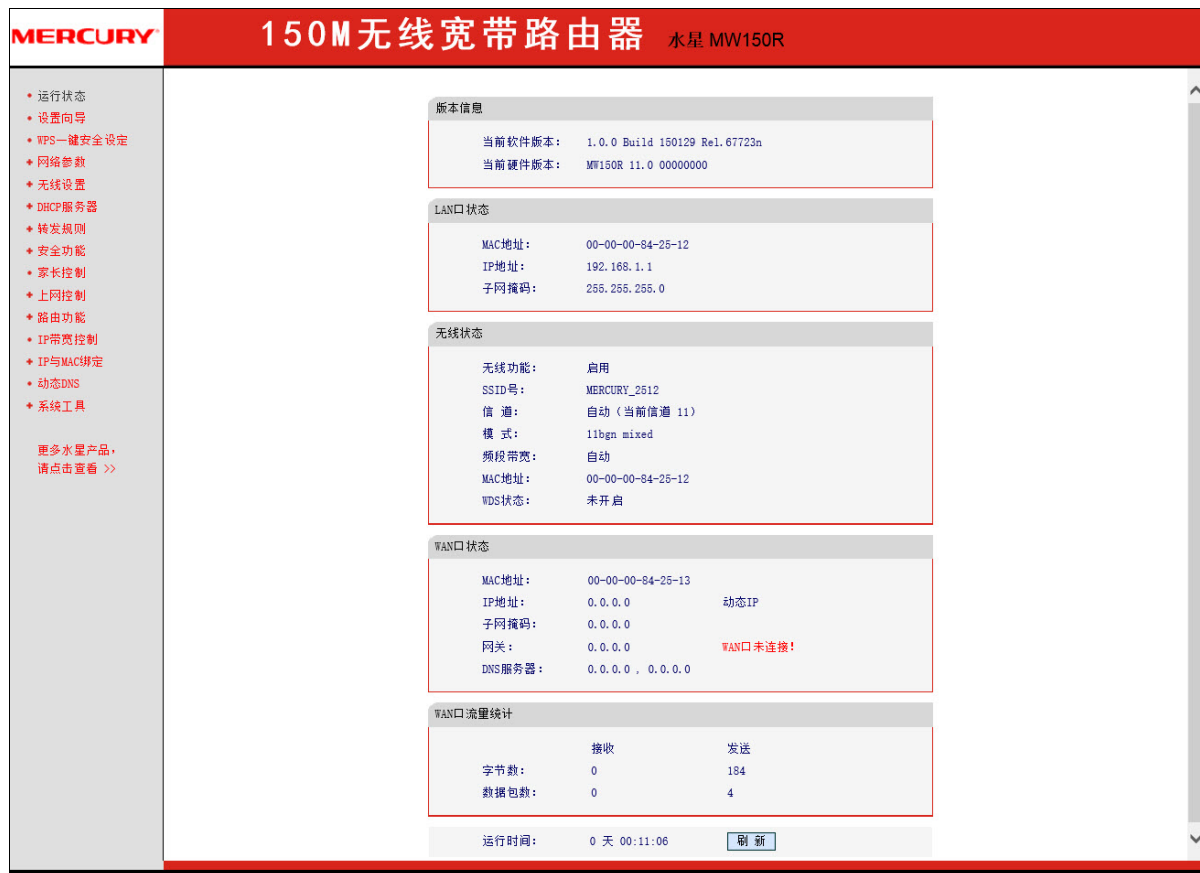 MERCURY
150M无线宽带路由器 水星 MW150R
运行状态
设置向导
WPS一键安全设定
网络参数
无线设置
DHCP服务器
转发规则
安全功能
家长控制
上网控制
路由功能
IP带宽控制
IP与MAC绑定
动态DNS
系统工具
更多水星产品，
请点击查看 >>
版本信息
当前软件版本： 1.0.0 Build 150129 Rel.67723n
当前硬件版本： MW150R 11.0 00000000
LAN口状态
MAC地址： 00-00-00-84-25-12
IP地址： 192.168.1.1
子网掩码： 255.255.255.0
无线状态
无线功能： 启用
SSID号： MERCURY_2512
信 道： 自动（当前信道 11）
模 式： 11bgn mixed
频段带宽： 自动
MAC地址： 00-00-00-84-25-12
WDS状态： 未开启
WAN口状态
MAC地址： 00-00-00-84-25-13
IP地址： 0.0.0.0 动态IP
子网掩码： 0.0.0.0
网关： 0.0.0.0 WAN口未连接！
DNS服务器： 0.0.0.0 , 0.0.0.0
WAN口流量统计
接收 发送
字节数： 0 184
数据包数： 0 4
运行时间： 0 天 00:11:06 刷 新